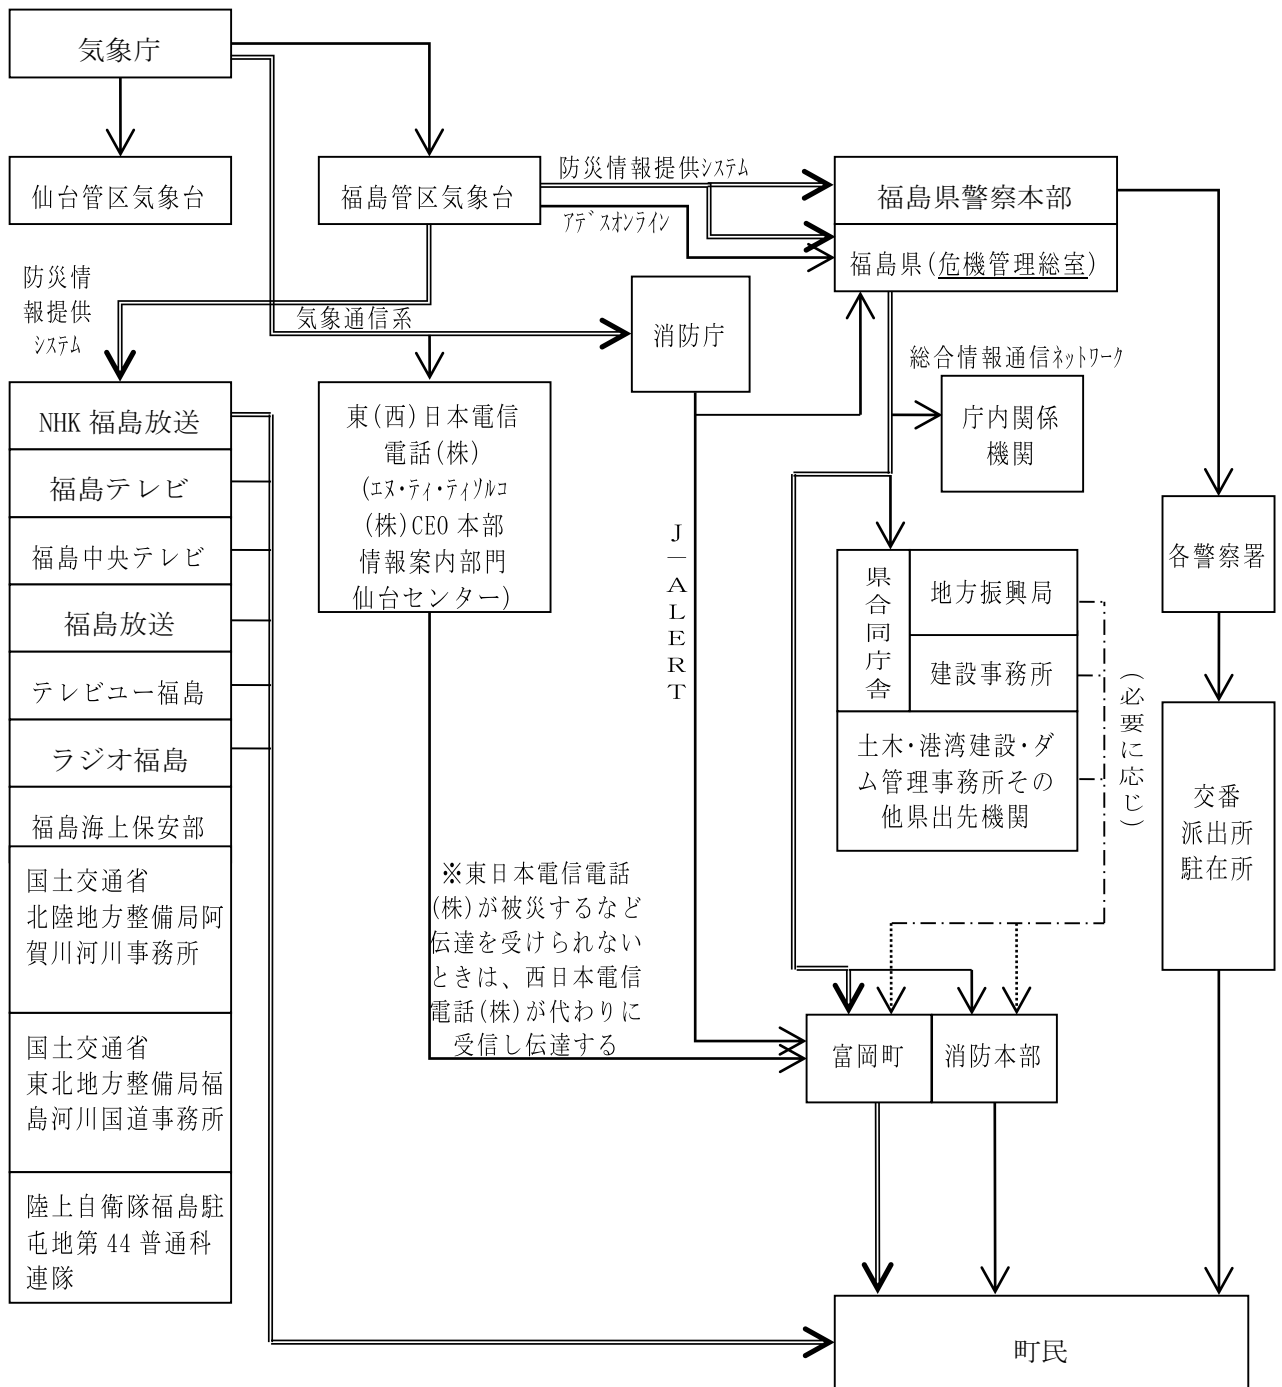 気象庁
仙台管区気象台
福島管区気象台
防災情報提供システム
アデスオンライン
福島県警察本部
福島県(危機管理総室)
防災情
報提供
システム
気象通信系
消防庁
総合情報通信ネットワーク
庁内関係
機関
NHK 福島放送
福島テレビ
福島中央テレビ
福島放送
テレビユー福島
ラジオ福島
福島海上保安部
国土交通省
北陸地方整備局阿
賀川河川事務所
国土交通省
東北地方整備局福
島河川国道事務所
陸上自衛隊福島駐
屯地第 44 普通科
連隊
東(西)日本電信
電話(株)
(エヌ・ティ・ティソルコ
(株)CEO 本部
情報案内部門
仙台センター)
J―ALERT
県合同庁舎
地方振興局
建設事務所
土木・港湾建設・ダ
ム管理事務所その
他県出先機関
(必要に応じ)
各警察署
交番
派出所
駐在所
※東日本電信電話
(株)が被災するなど
伝達を受けられない
ときは、西日本電信
電話(株)が代わりに
受信し伝達する
富岡町
消防本部
町民